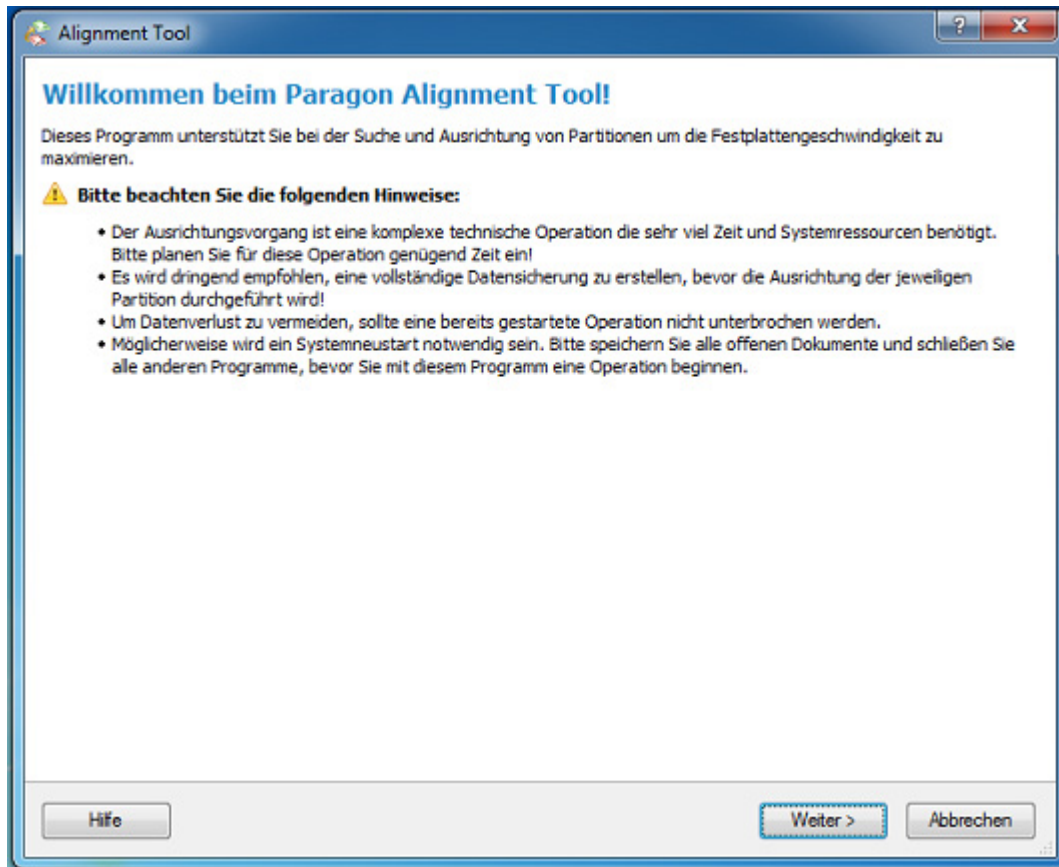 Alignment Tool
Willkommen beim Paragon Alignment Tool!
Dieses Programm unterstützt Sie bei der Suche und Ausrichtung von Partitionen um die Festplattengeschwindigkeit zu
maximieren.
Bitte beachten Sie die folgenden Hinweise:
• Der Ausrichtungsvorgang ist eine komplexe technische Operation die sehr viel Zeit und Systemressourcen benötigt.
Bitte planen Sie für diese Operation genügend Zeit ein!
• Es wird dringend empfohlen, eine vollständige Datensicherung zu erstellen, bevor die Ausrichtung der jeweiligen
Partition durchgeführt wird!
• Um Datenverlust zu vermeiden, sollte eine bereits gestartete Operation nicht unterbrochen werden.
• Möglicherweise wird ein Systemneustart notwendig sein. Bitte speichern Sie alle offenen Dokumente und schließen Sie
alle anderen Programme, bevor Sie mit diesem Programm eine Operation beginnen.
Hilfe
Weiter >
Abbrechen